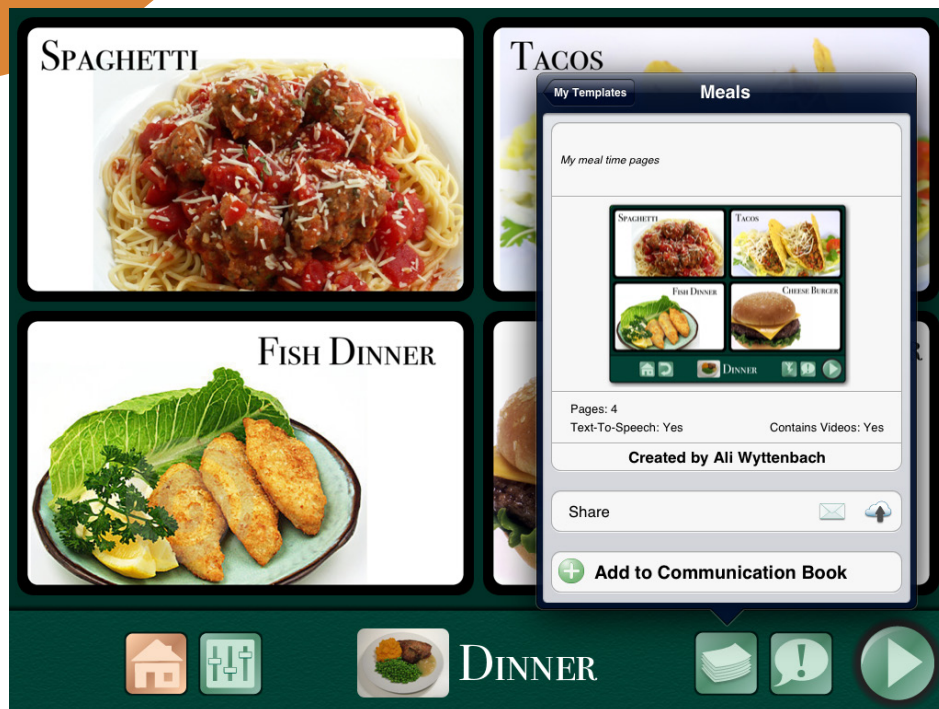 SPAGHETTI
TACOS
My Templates
Meals
My meal time pages
SPAGHETTI
TACOS
FISH DINNER
CHEESE BURGER
DINNER
Pages: 4
Text-To-Speech: Yes
Contains Videos: Yes
Created by Ali Wyttenbach
Share
Add to Communication Book
FISH DINNER
R
DINNER